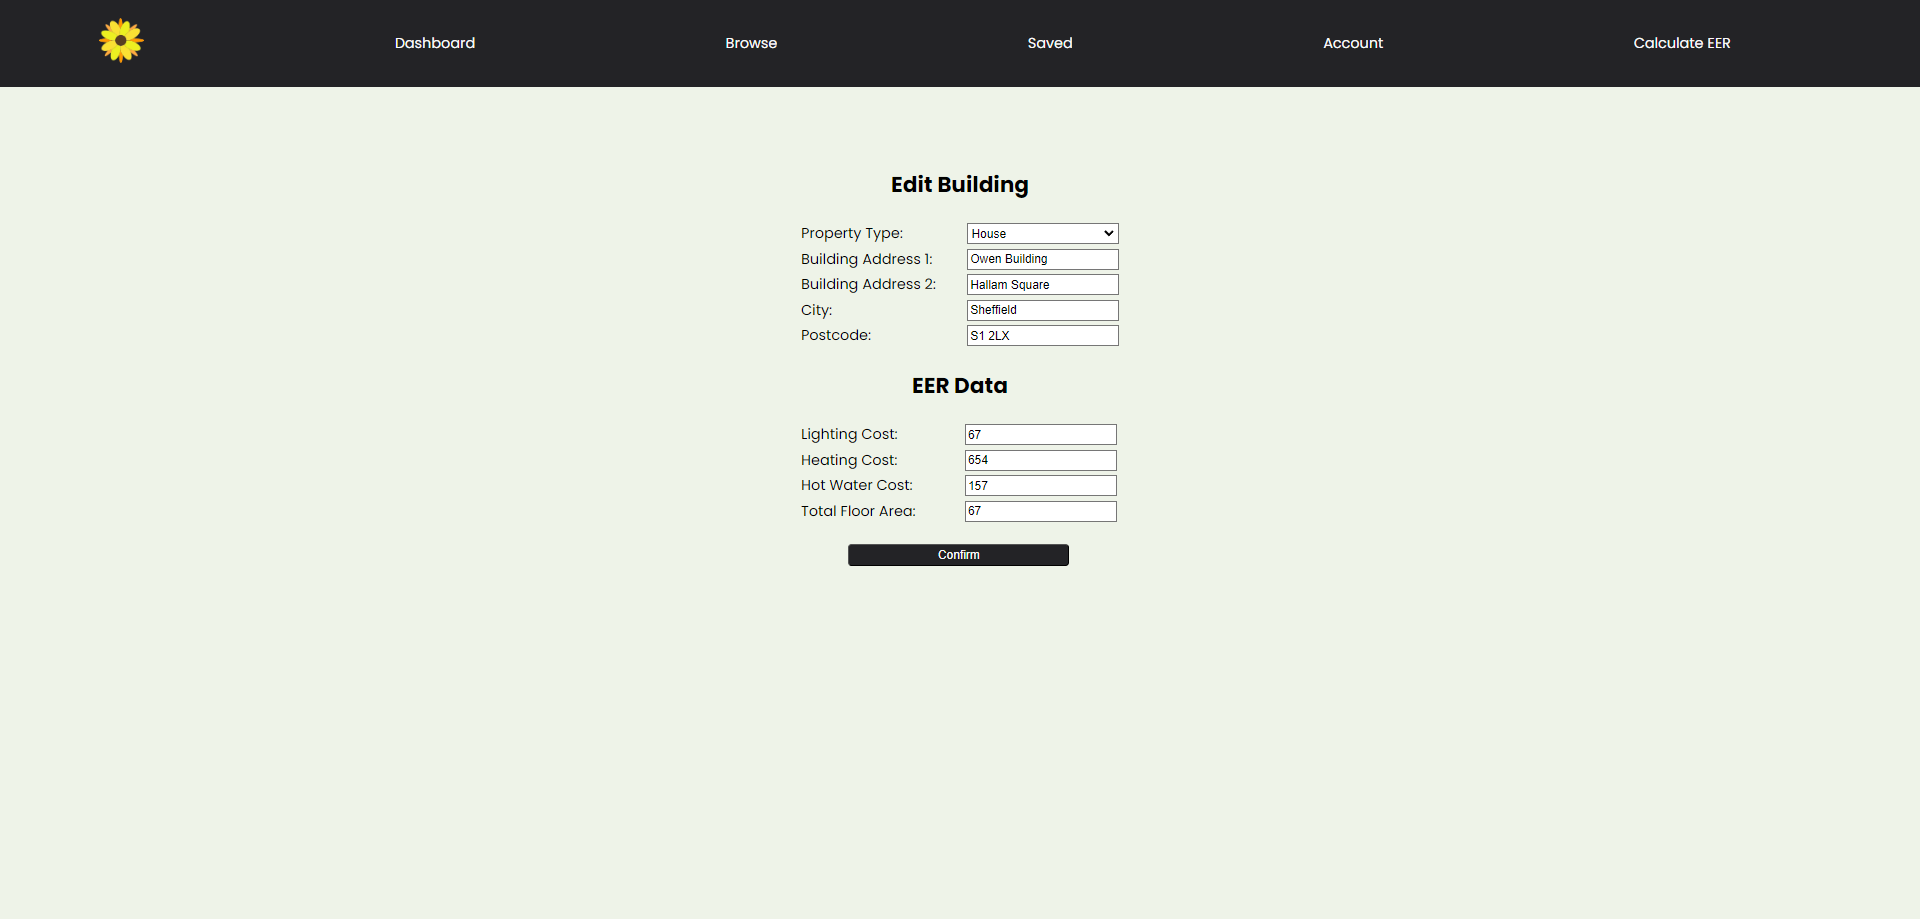 Dashboard Browse Saved Account Calculate EER
Edit Building
Property Type: House
Building Address 1: Owen Building
Building Address 2: Hallam Square
City: Sheffield
Postcode: S1 2LX
EER Data
Lighting Cost: 67
Heating Cost: 654
Hot Water Cost: 157
Total Floor Area: 67
Confirm